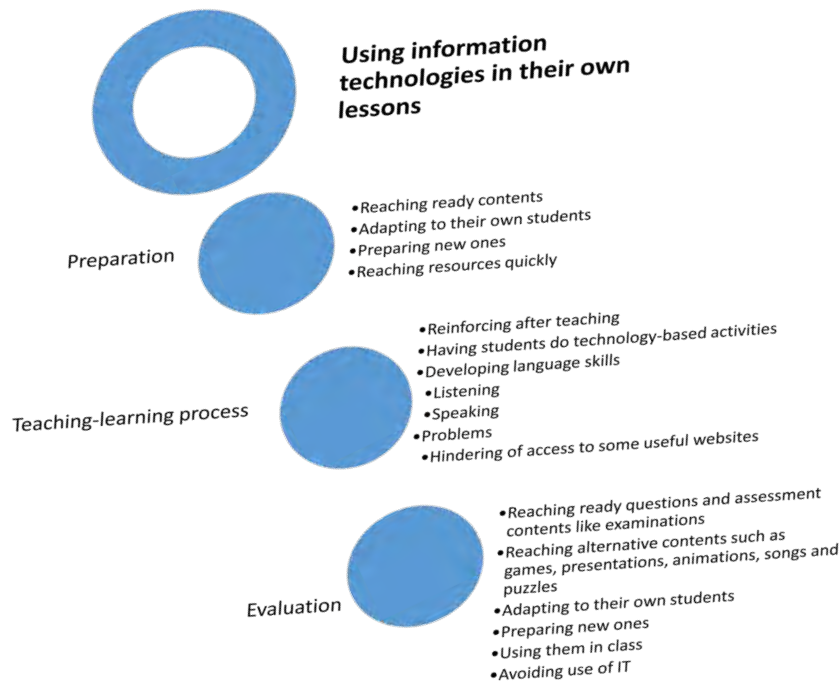 Using information
technologies in their own
lessons
Preparation
•Reaching ready contents
•Adapting to their own students
•Preparing new ones
•Reaching resources quickly
Teaching-learning process
•Reinforcing after teaching
•Having students do technology-based activities
•Developing language skills
•Listening
•Speaking
•Problems
•Hindering of access to some useful websites
Evaluation
•Reaching ready questions and assessment
contents like examinations
•Reaching alternative contents such as
games, presentations, animations, songs and
puzzles
•Adapting to their own students
•Preparing new ones
•Using them in class
•Avoiding use of IT